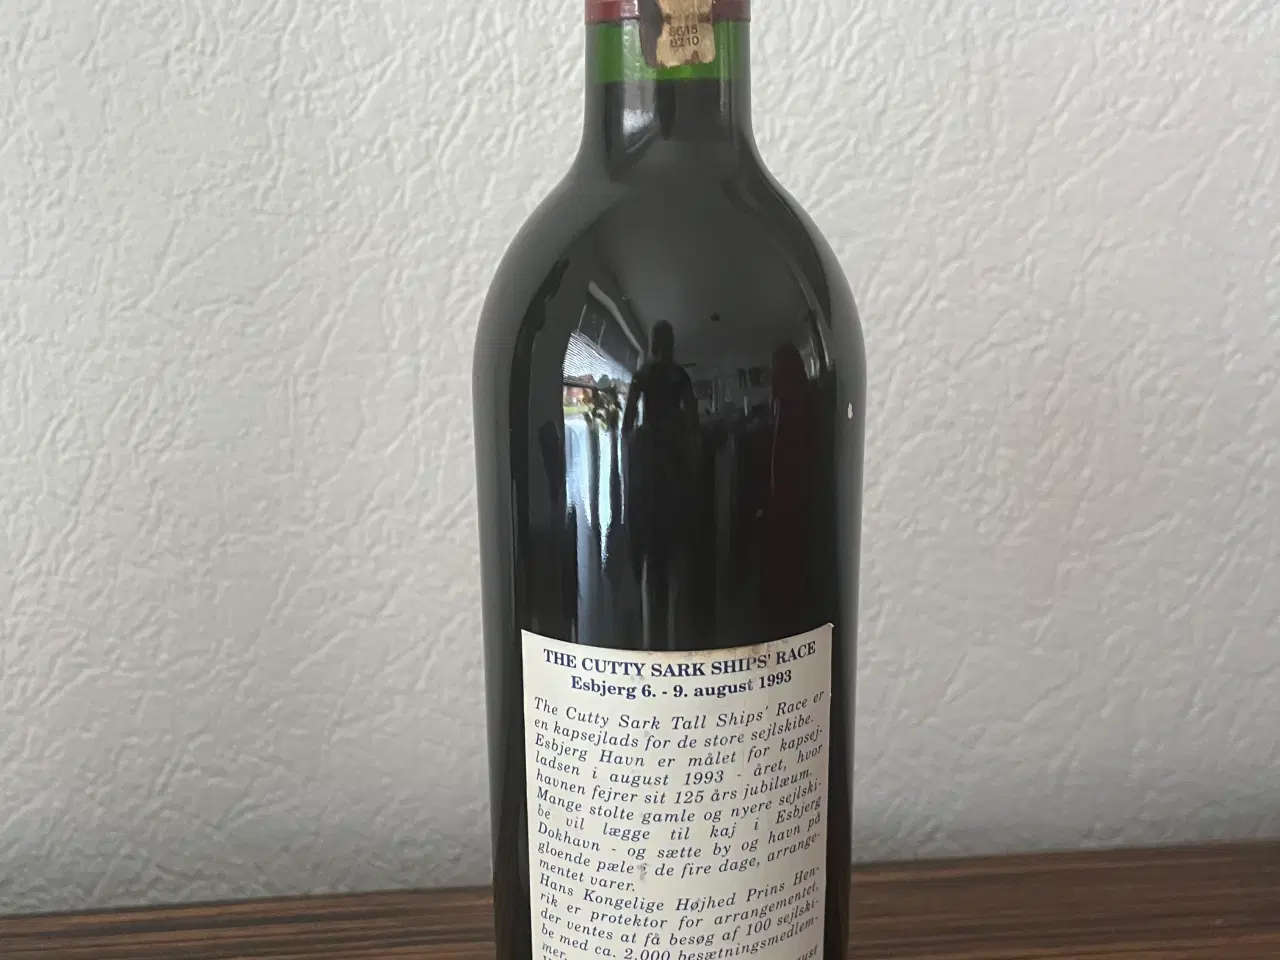 8615
8210
THE CUTTY SARK SHIPS' RACE
Esbjerg 6. - 9. august 1993
The Cutty Sark Tall Ships' Race er
en kapsejlads for de store sejlskibe.
Esbjerg Havn er målet for kapsej-
ladsen i august 1993 - året, hvor
havnen fejrer sit 125 års jubilæum.
Mange stolte gamle og nyere sejlski-
be vil lægge til kaj i Esbjerg
Dokhavn - og sætte by og havn på
gloende pæle i de fire dage, arrange-
mentet varer.
Hans Kongelige Højhed Prins Hen-
rik er protektor for arrangementet,
der ventes at få besøg af 100 sejlski-
be med ca. 2.000 besætningsmedlem-
mer.